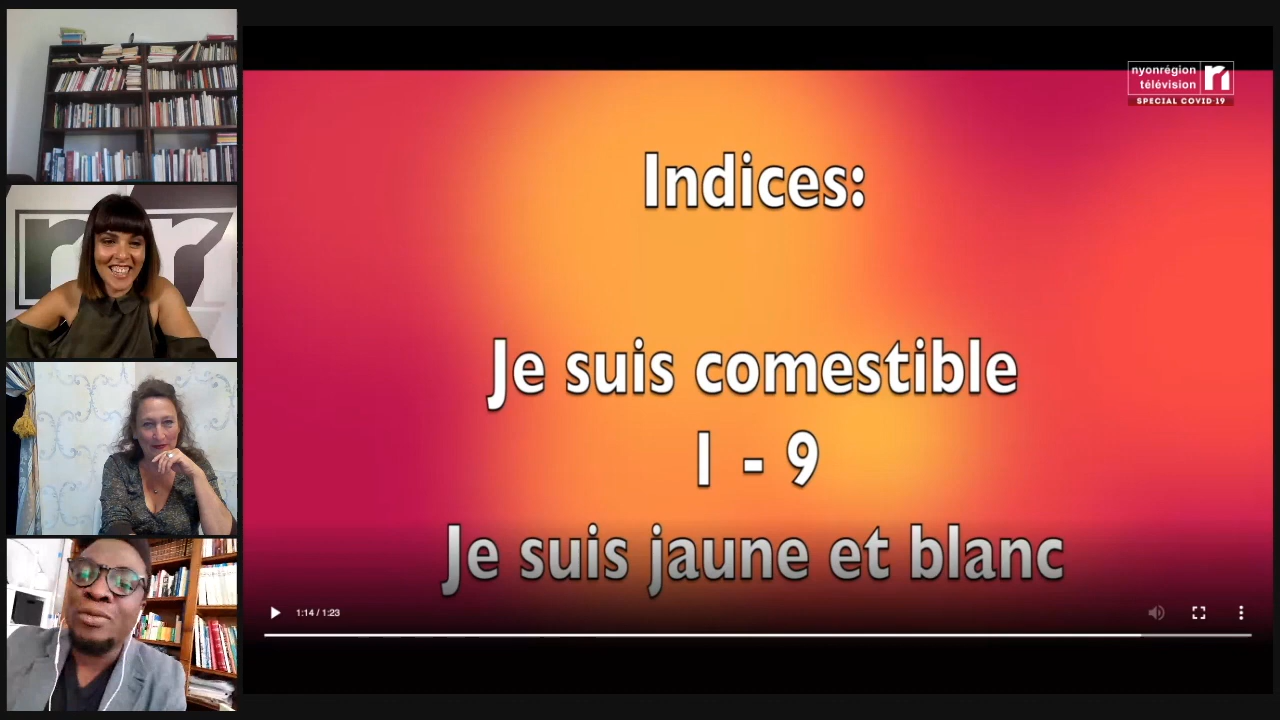 nyonrégion
télévision
SPECIAL COVID-19
Indices:
Je suis comestible
1 - 9
Je suis jaune et blanc
1:14 / 1:23